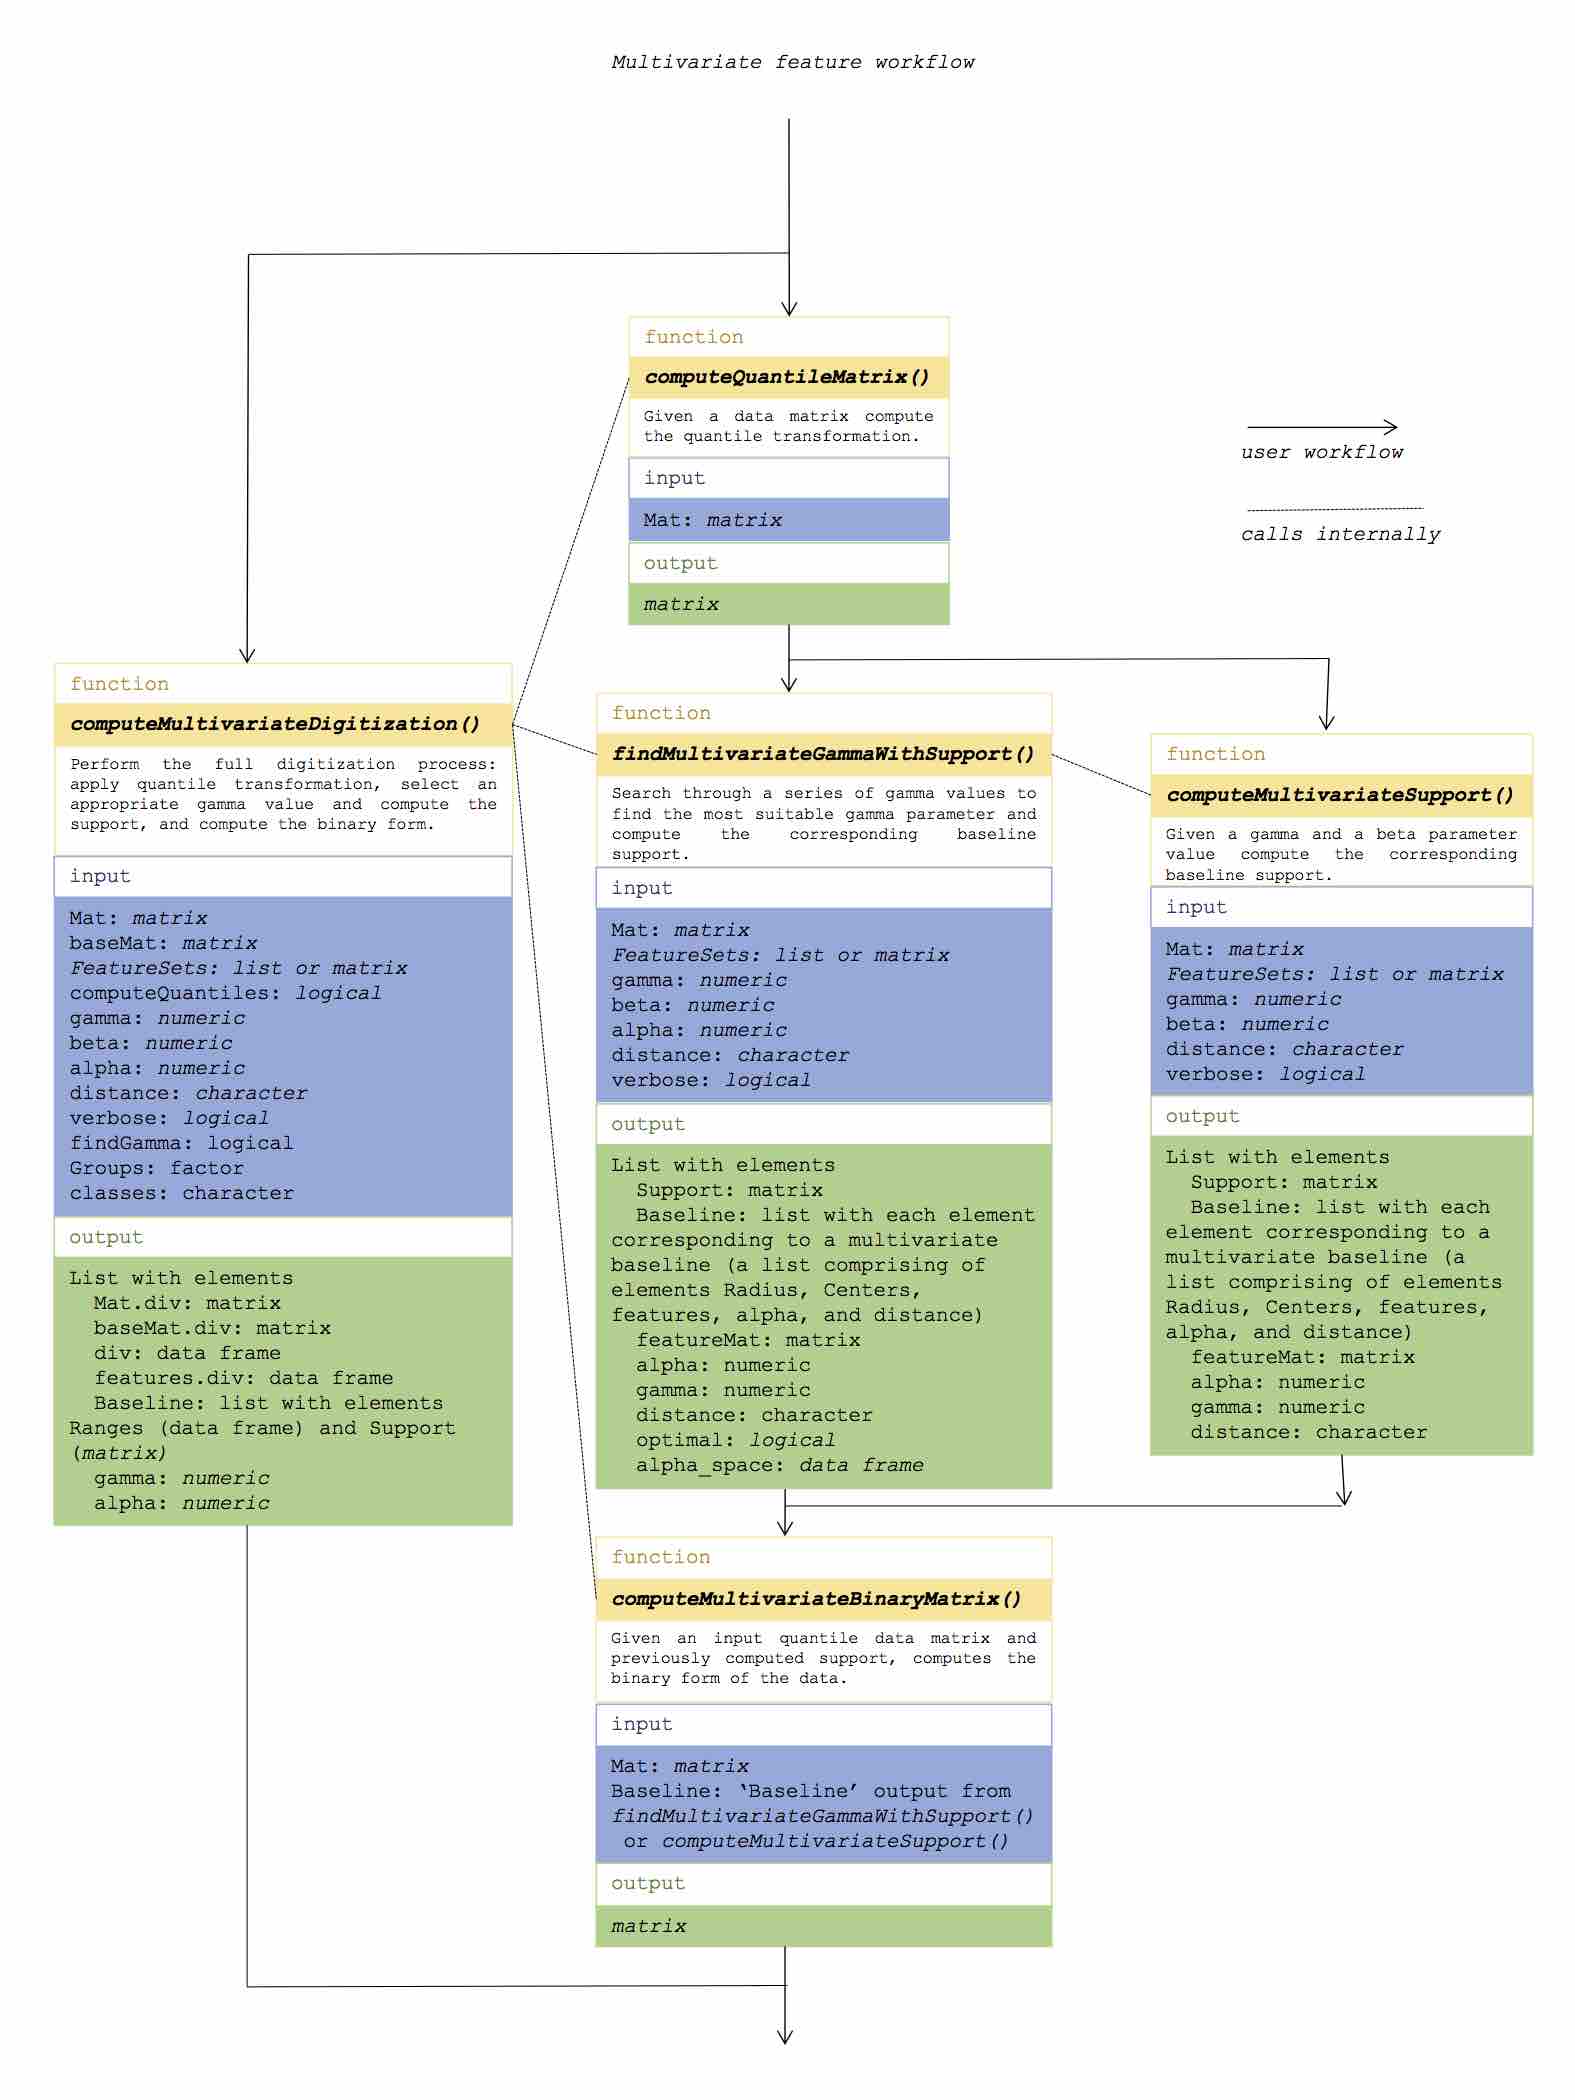 Multivariate feature workflow
function
computeQuantileMatrix()
Given a data matrix compute
the quantile transformation.
input
Mat: matrix
output
matrix
user workflow
calls internally
function
computeMultivariateDigitization()
Perform the full digitization process:
apply quantile transformation, select an
appropriate gamma value and compute the
support, and compute the binary form.
input
Mat: matrix
baseMat: matrix
FeatureSets: list or matrix
computeQuantiles: logical
gamma: numeric
beta: numeric
alpha: numeric
distance: character
verbose: logical
findGamma: logical
Groups: factor
classes: character
output
List with elements
Mat.div: matrix
baseMat.div: matrix
div: data frame
features.div: data frame
Baseline: list with elements
Ranges (data frame) and Support
(matrix)
gamma: numeric
alpha: numeric
function
findMultivariateGammaWithSupport()
Search through a series of gamma values to
find the most suitable gamma parameter and
compute the corresponding baseline
support.
input
Mat: matrix
FeatureSets: list or matrix
gamma: numeric
beta: numeric
alpha: numeric
distance: character
verbose: logical
output
List with elements
Support: matrix
Baseline: list with each element
corresponding to a multivariate
baseline (a list comprising of
elements Radius, Centers,
features, alpha, and distance)
featureMat: matrix
alpha: numeric
gamma: numeric
distance: character
optimal: logical
alpha_space: data frame
function
computeMultivariateSupport()
Given a gamma and a beta parameter
value compute the corresponding
baseline support.
input
Mat: matrix
FeatureSets: list or matrix
gamma: numeric
beta: numeric
distance: character
verbose: logical
output
List with elements
Support: matrix
Baseline: list with each
element corresponding to a
multivariate baseline (a
list comprising of elements
Radius, Centers, features,
alpha, and distance)
featureMat: matrix
alpha: numeric
gamma: numeric
distance: character
function
computeMultivariateBinaryMatrix()
Given an input quantile data matrix and
previously computed support, computes the
binary form of the data.
input
Mat: matrix
Baseline: ‘Baseline’ output from
findMultivariateGammaWithSupport()
or computeMultivariateSupport()
output
matrix